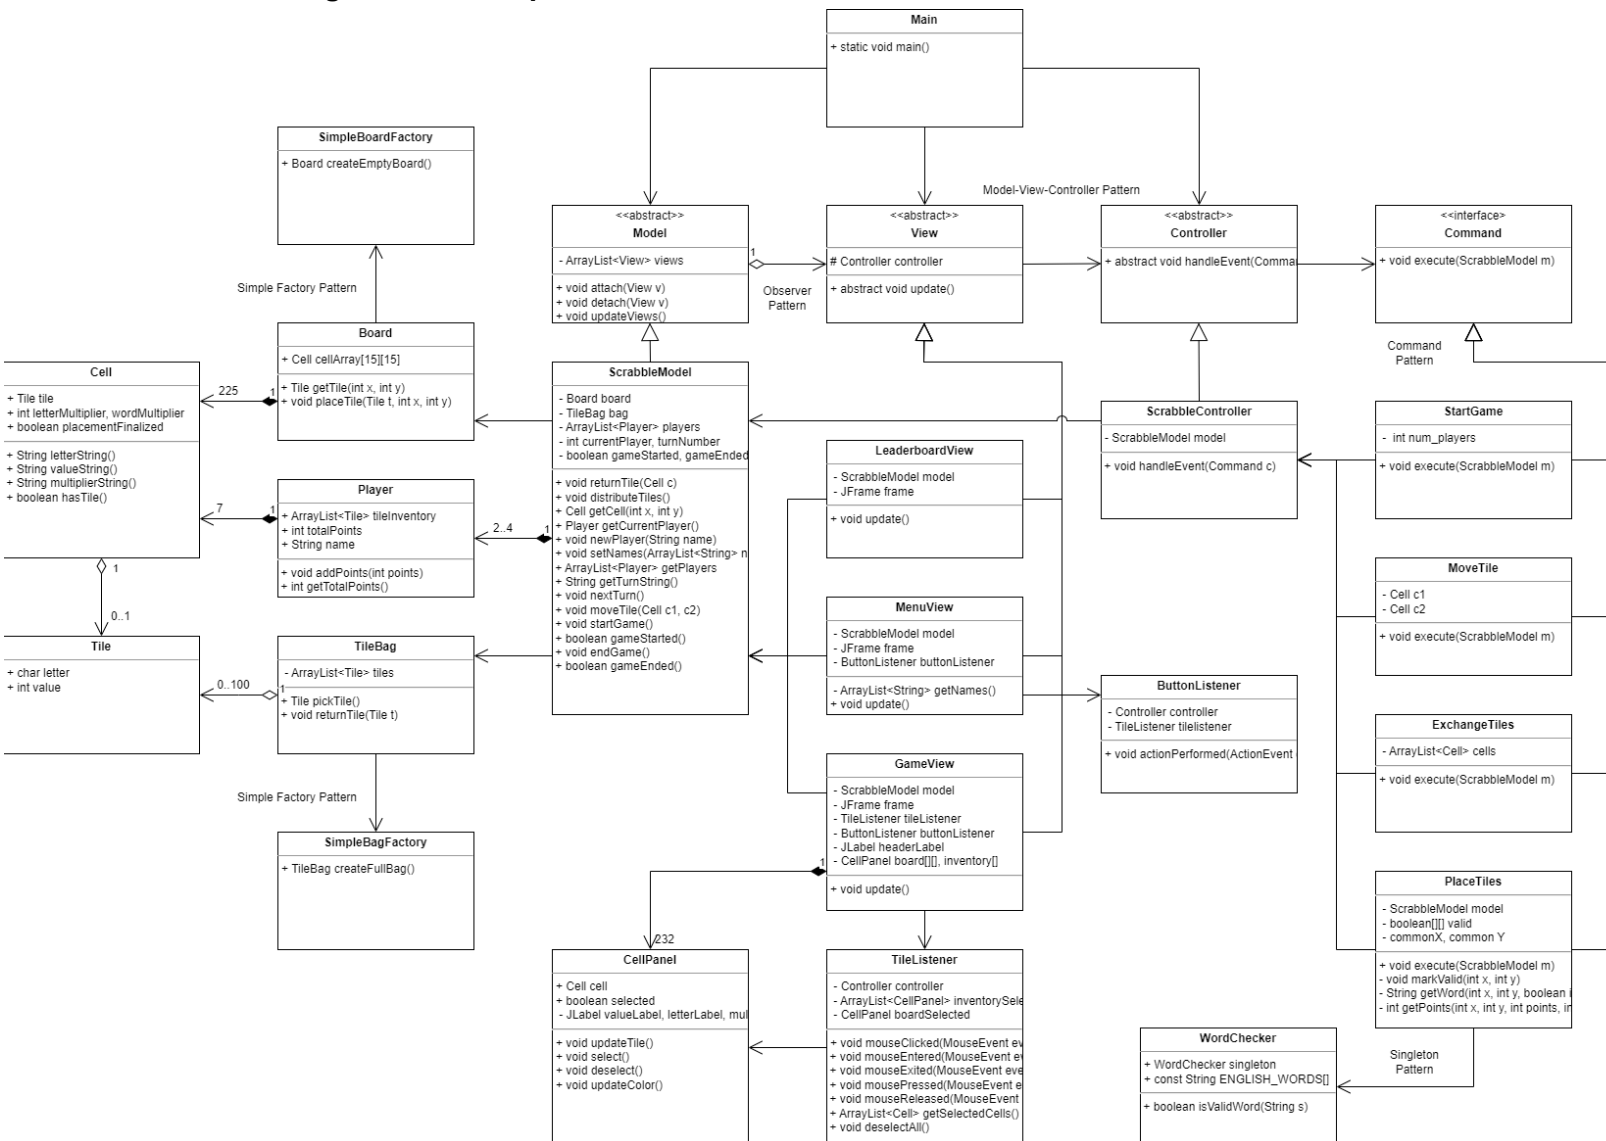 Main
+ static void main()
SimpleBoardFactory
+ Board createEmptyBoard()
Model-View-Controller Pattern
<<abstract>>
Model
- ArrayList<View> views
+ void attach(View v)
+ void detach(View v)
+ void updateViews()
1
Observer
Pattern
<<abstract>>
View
# Controller controller
+ abstract void update()
<<abstract>>
Controller
+ abstract void handleEvent(Comma
<<interface>
Command
+ void execute(ScrabbleModel m)
Command
Pattern
Simple Factory Pattern
Board
+ Cell cellArray[15][15]
+ Tile getTile(int x, int y)
+ void placeTile(Tile t, int x, int y)
1
225
Cell
+ Tile tile
+ int letterMultiplier, wordMultiplier
+ boolean placementFinalized
+ String letterString()
+ String valueString()
+ String multiplierString()
+ boolean hasTile()
1
0..1
Player
+ ArrayList<Tile> tileInventory
+ int totalPoints
+ String name
+ void addPoints(int points)
+ int getTotalPoints()
1
7
ScrabbleModel
- Board board
- TileBag bag
- ArrayList<Player> players
- int currentPlayer, turnNumber
- boolean gameStarted, gameEnded
+ void returnTile(Cell c)
+ void distributeTiles()
+ Cell getCell(int x, int y)
+ Player getCurrentPlayer()
+ void newPlayer(String name)
+ void setNames(ArrayList<String> n
+ ArrayList<Player> getPlayers
+ String getTurnString()
+ void nextTurn()
+ void moveTile(Cell c1, c2)
+ void startGame()
+ boolean gameStarted()
+ void endGame()
+ boolean gameEnded()
1
2..4
LeaderboardView
- ScrabbleModel model
- JFrame frame
+ void update()
ScrabbleController
- ScrabbleModel model
+ void handleEvent(Command c)
StartGame
- int num_players
+ void execute(ScrabbleModel m)
MoveTile
- Cell c1
- Cell c2
+ void execute(ScrabbleModel m)
Tile
+ char letter
+ int value
TileBag
- ArrayList<Tile> tiles
+ Tile pickTile()
+ void returnTile(Tile t)
1
0..100
MenuView
- ScrabbleModel model
- JFrame frame
- ButtonListener buttonListener
- ArrayList<String> getNames()
+ void update()
ButtonListener
- Controller controller
- TileListener tilelistener
+ void actionPerformed(ActionEvent
ExchangeTiles
- ArrayList<Cell> cells
+ void execute(ScrabbleModel m)
Simple Factory Pattern
SimpleBagFactory
+ TileBag createFullBag()
GameView
- ScrabbleModel model
- JFrame frame
- TileListener tileListener
- ButtonListener buttonListener
- JLabel headerLabel
- CellPanel board[][], inventory[]
+ void update()
1
232
PlaceTiles
- ScrabbleModel model
- boolean[][] valid
- commonX, common Y
+ void execute(ScrabbleModel m)
- void markValid(int x, int y)
- String getWord(int x, int y, boolean i
- int getPoints(int x, int y, int points, in
CellPanel
+ Cell cell
+ boolean selected
- JLabel valueLabel, letterLabel, mul
+ void updateTile()
+ void select()
+ void deselect()
+ void updateColor()
TileListener
- Controller controller
- ArrayList<CellPanel> inventorySele
- CellPanel boardSelected
+ void mouseClicked(MouseEvent ev
+ void mouseEntered(MouseEvent ev
+ void mouseExited(MouseEvent eve
+ void mousePressed(MouseEvent e
+ void mouseReleased(MouseEvent
+ ArrayList<Cell> getSelectedCells()
+ void deselectAll()
WordChecker
+ WordChecker singleton
+ const String ENGLISH_WORDS[]
+ boolean isValidWord(String s)
Singleton
Pattern